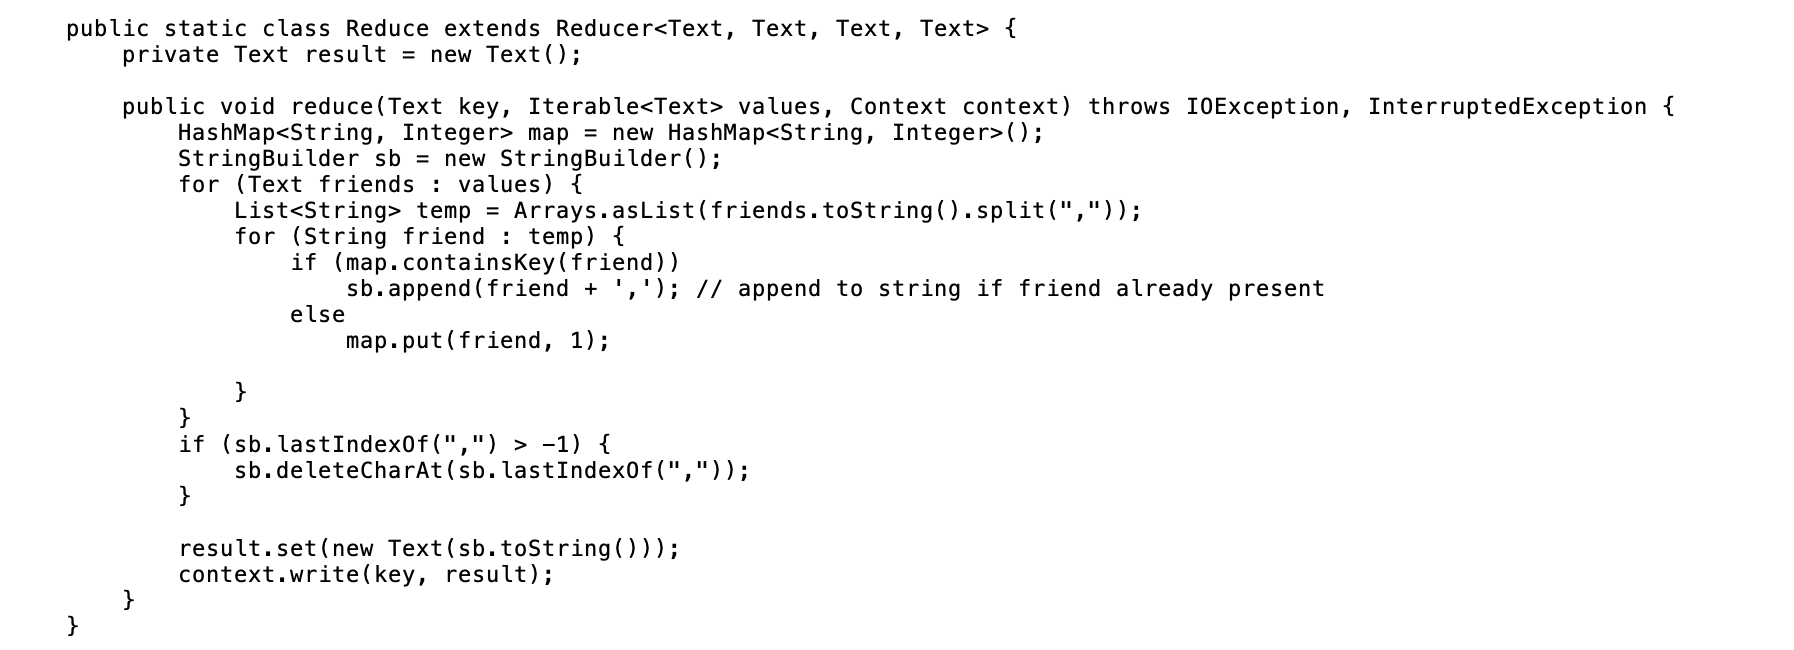 public static class Reduce extends Reducer<Text, Text, Text, Text> {
    private Text result = new Text();

    public void reduce(Text key, Iterable<Text> values, Context context) throws IOException, InterruptedException {
        HashMap<String, Integer> map = new HashMap<String, Integer>();
        StringBuilder sb = new StringBuilder();
        for (Text friends : values) {
            List<String> temp = Arrays.asList(friends.toString().split(","));
            for (String friend : temp) {
                if (map.containsKey(friend))
                    sb.append(friend + ','); // append to string if friend already present
                else
                    map.put(friend, 1);

            }
        }
        if (sb.lastIndexOf(",") > -1) {
            sb.deleteCharAt(sb.lastIndexOf(","));
        }

        result.set(new Text(sb.toString()));
        context.write(key, result);
    }
}